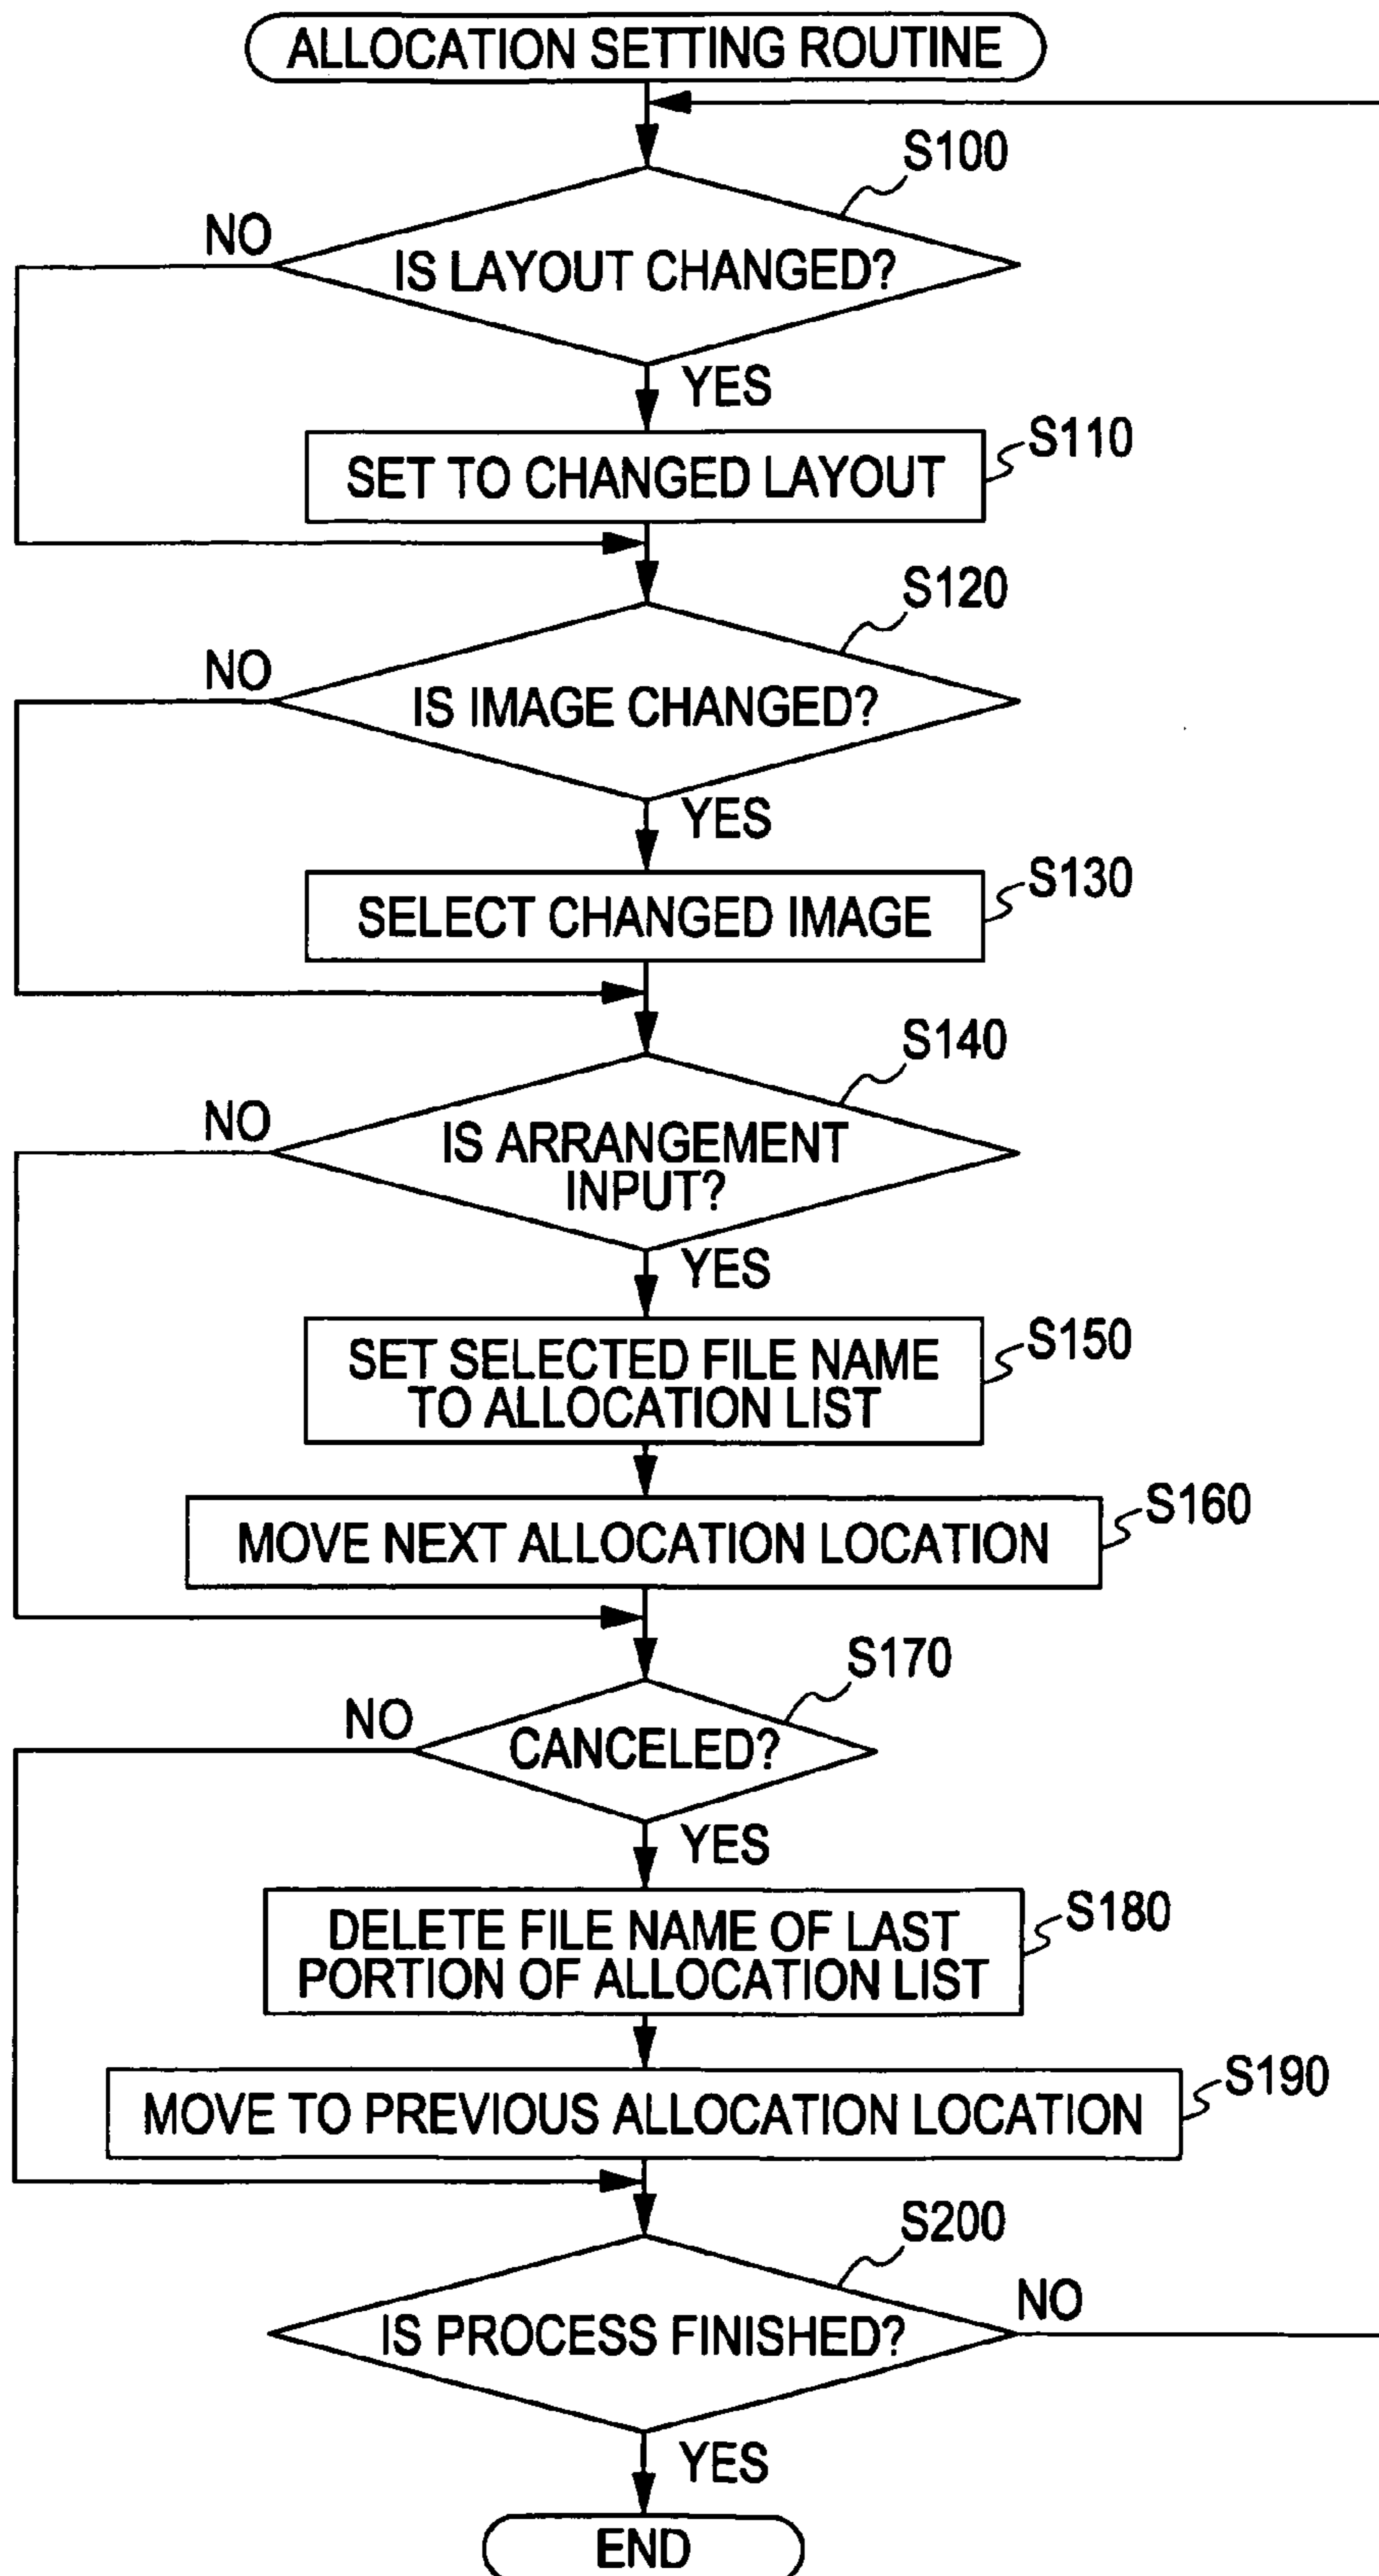 ALLOCATION SETTING ROUTINE
S100
NO
IS LAYOUT CHANGED?
YES
S110
SET TO CHANGED LAYOUT
S120
NO
IS IMAGE CHANGED?
YES
S130
SELECT CHANGED IMAGE
S140
NO
IS ARRANGEMENT
INPUT?
YES
S150
SET SELECTED FILE NAME
TO ALLOCATION LIST
S160
MOVE NEXT ALLOCATION LOCATION
S170
NO
CANCELED?
YES
S180
DELETE FILE NAME OF LAST
PORTION OF ALLOCATION LIST
S190
MOVE TO PREVIOUS ALLOCATION LOCATION
S200
NO
IS PROCESS FINISHED?
YES
END